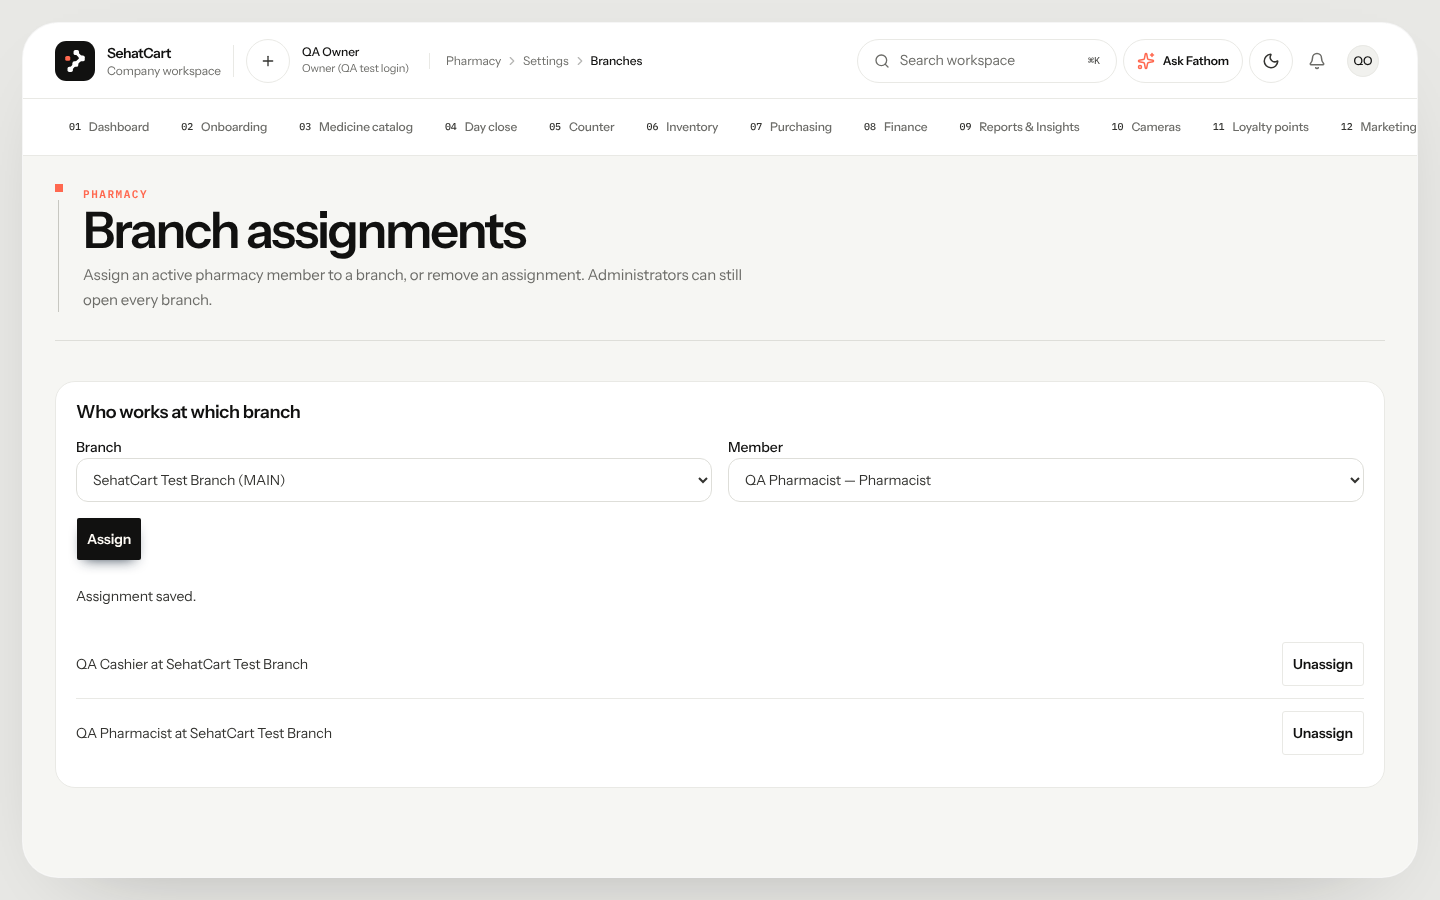 SehatCart
Company workspace
QA Owner
Owner (QA test login)
Pharmacy
Settings
Branches
Search workspace
⌘K
Ask Fathom
QO
01 Dashboard
02 Onboarding
03 Medicine catalog
04 Day close
05 Counter
06 Inventory
07 Purchasing
08 Finance
09 Reports & Insights
10 Cameras
11 Loyalty points
12 Marketing
PHARMACY
Branch assignments
Assign an active pharmacy member to a branch, or remove an assignment. Administrators can still
open every branch.
Who works at which branch
Branch
Member
SehatCart Test Branch (MAIN)
QA Pharmacist — Pharmacist
Assign
Assignment saved.
QA Cashier at SehatCart Test Branch
Unassign
QA Pharmacist at SehatCart Test Branch
Unassign